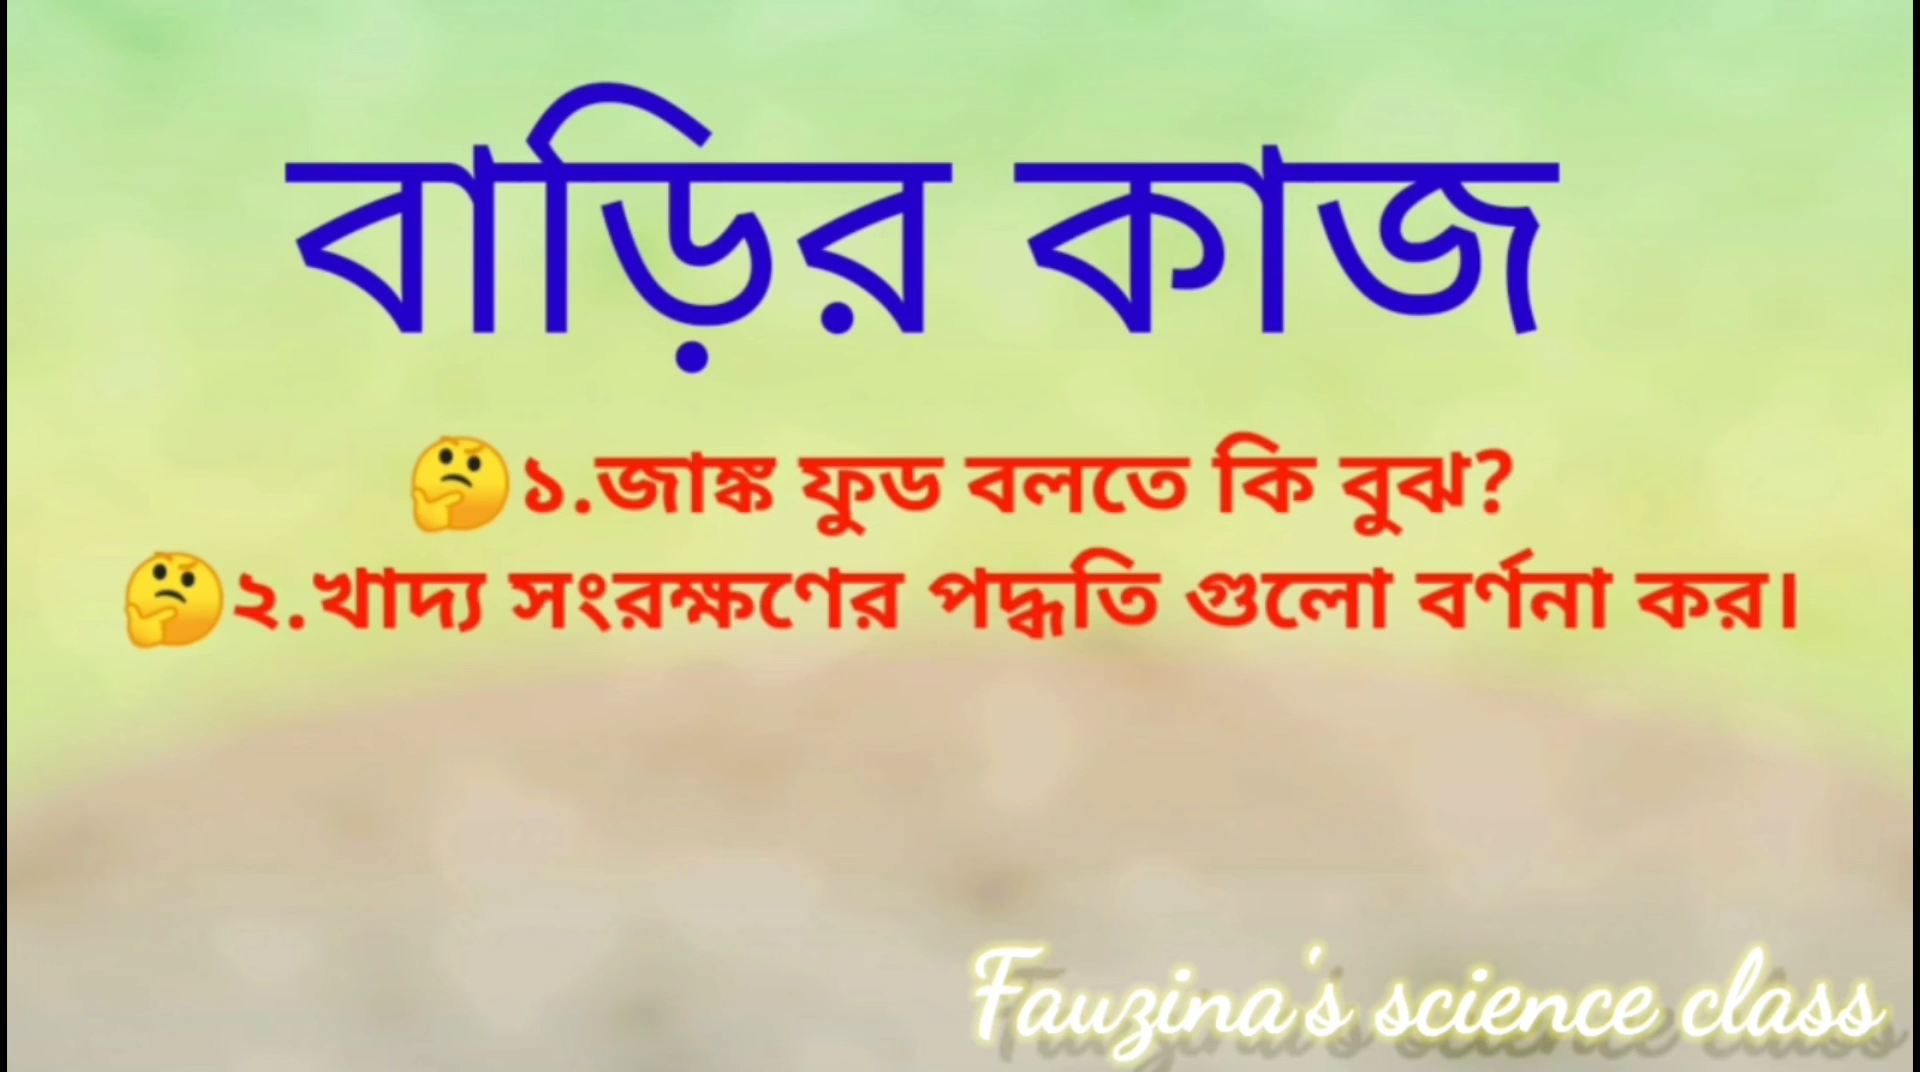 বাড়ির কাজ
🤔১.জাঙ্ক ফুড বলতে কি বুঝ?
🤔২.খাদ্য সংরক্ষণের পদ্ধতি গুলো বর্ণনা কর।
Fauzina's science class